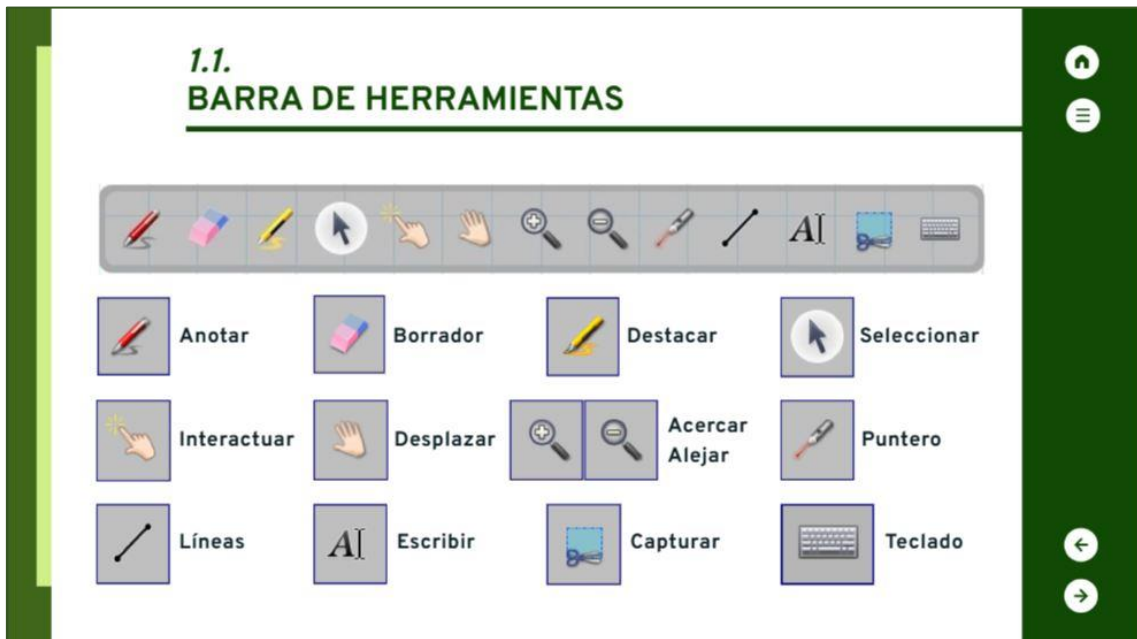 1.1.
BARRA DE HERRAMIENTAS
A
Anotar
Borrador
Destacar
Seleccionar
Interactuar
Desplazar
Acercar
Alejar
Puntero
Líneas
A
Escribir
Capturar
Teclado